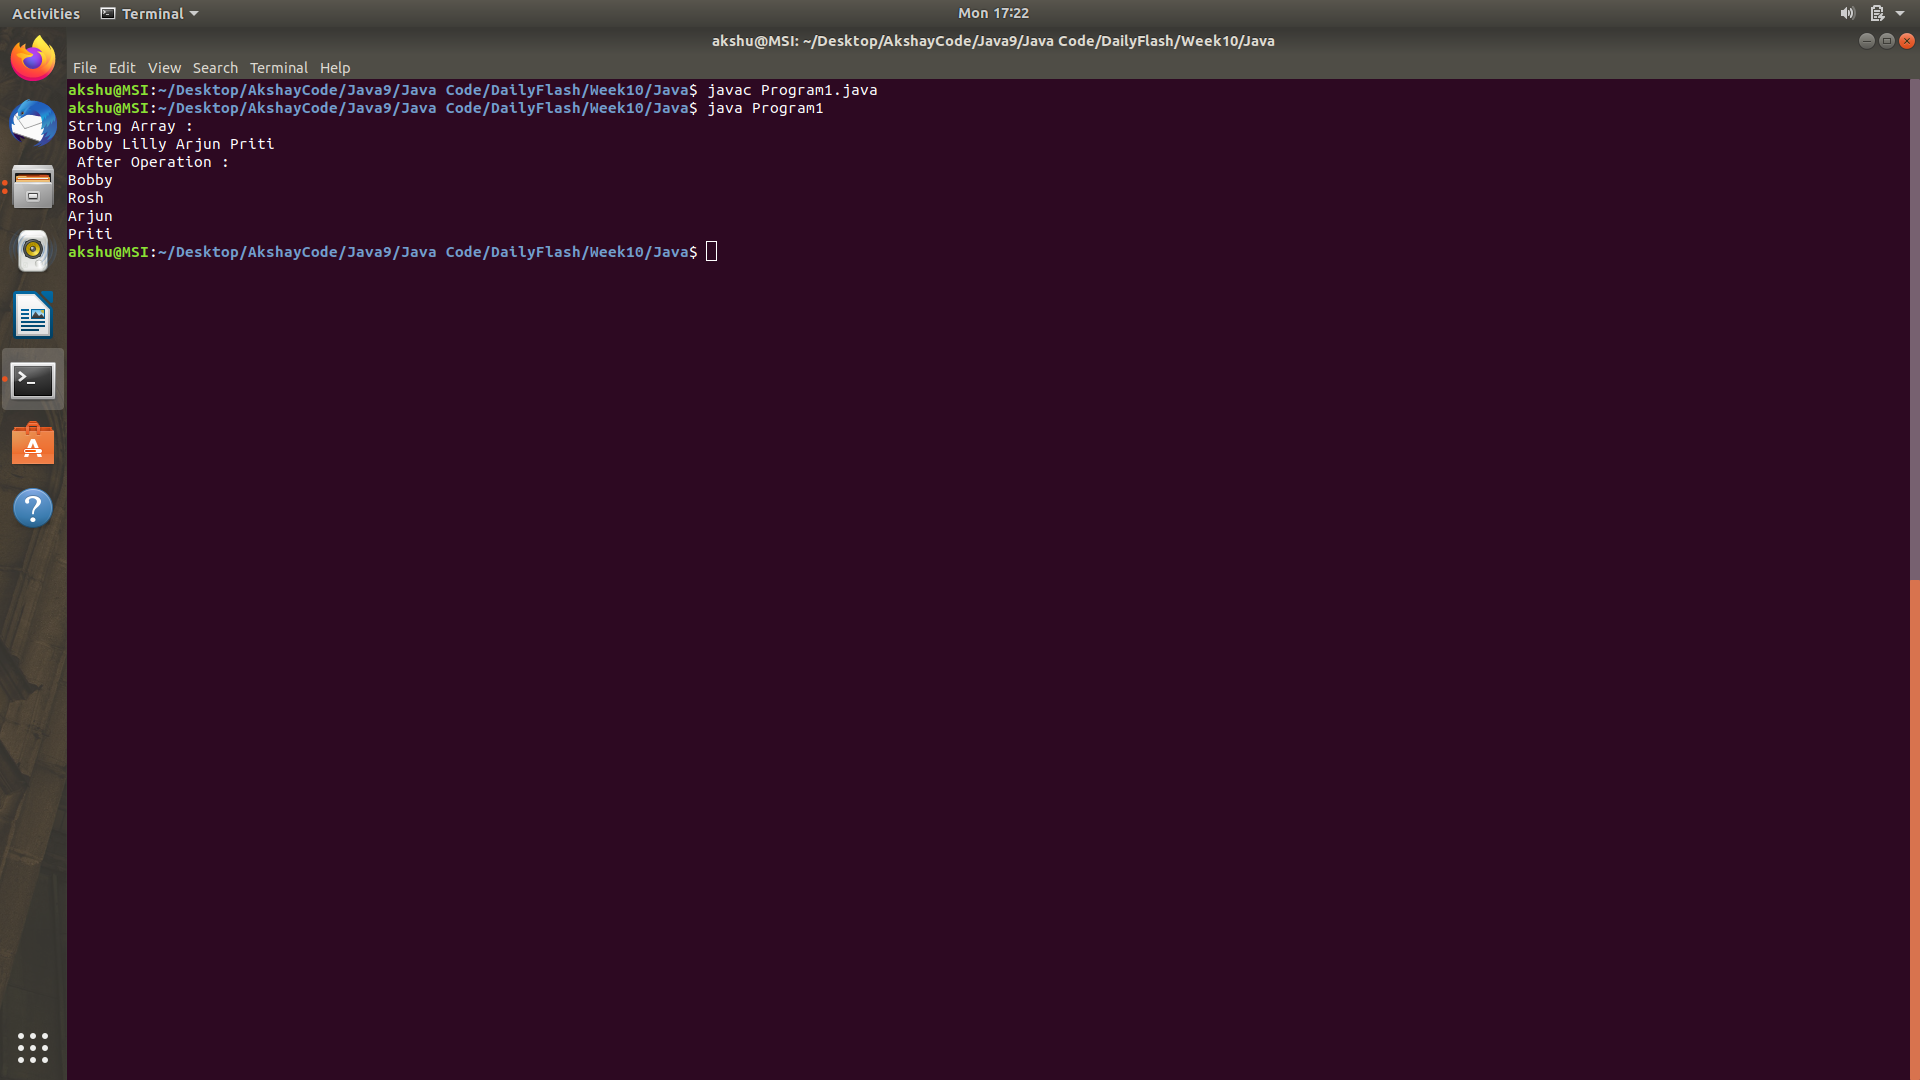 Activities Terminal Mon 17:22
akshu@MSI: ~/Desktop/AkshayCode/Java9/Java Code/DailyFlash/Week10/Java
File Edit View Search Terminal Help
akshu@MSI:~/Desktop/AkshayCode/Java9/Java Code/DailyFlash/Week10/Java$ javac Program1.java
akshu@MSI:~/Desktop/AkshayCode/Java9/Java Code/DailyFlash/Week10/Java$ java Program1
String Array :
Bobby Lilly Arjun Priti
After Operation :
Bobby
Rosh
Arjun
Priti
akshu@MSI:~/Desktop/AkshayCode/Java9/Java Code/DailyFlash/Week10/Java$